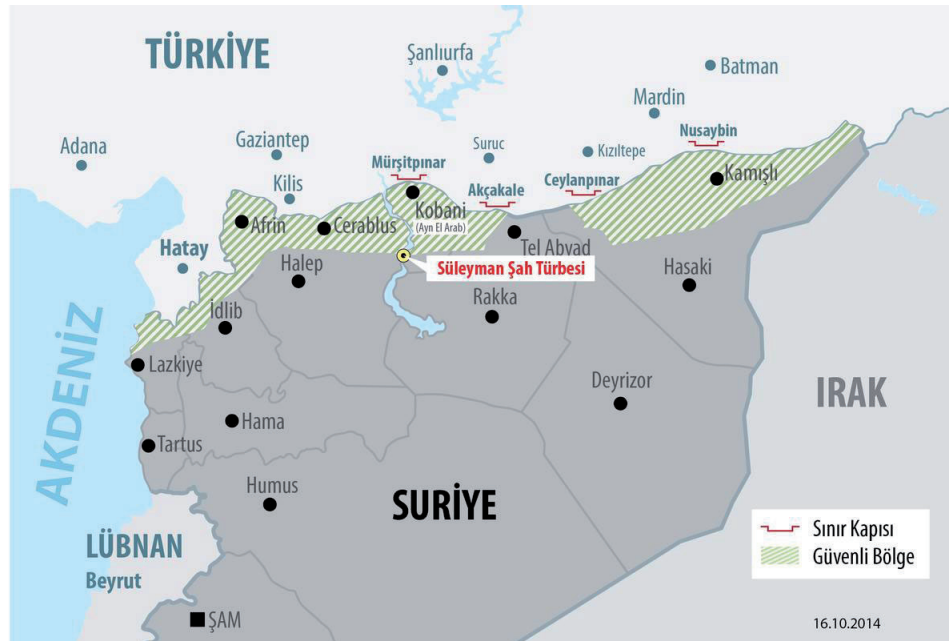 TÜRKİYE
Şanlıurfa
Batman
Mardin
Adana
Gaziantep
Suruc
Nusaybin
Kızıltepe
Kilis
Mürşitpınar
Akçakale
Ceylanpınar
Kamışlı
Kobani
(Ayn El Arab)
Afrin
Cerablus
Hatay
Halep
Tel Abyad
Süleyman Şah Türbesi
Hasaki
Rakka
İdlib
AKDENİZ
Lazkiye
Deyrizor
IRAK
Hama
Tartus
Humus
SURİYE
LÜBNAN
Beyrut
Sınır Kapısı
Güvenli Bölge
ŞAM
16.10.2014